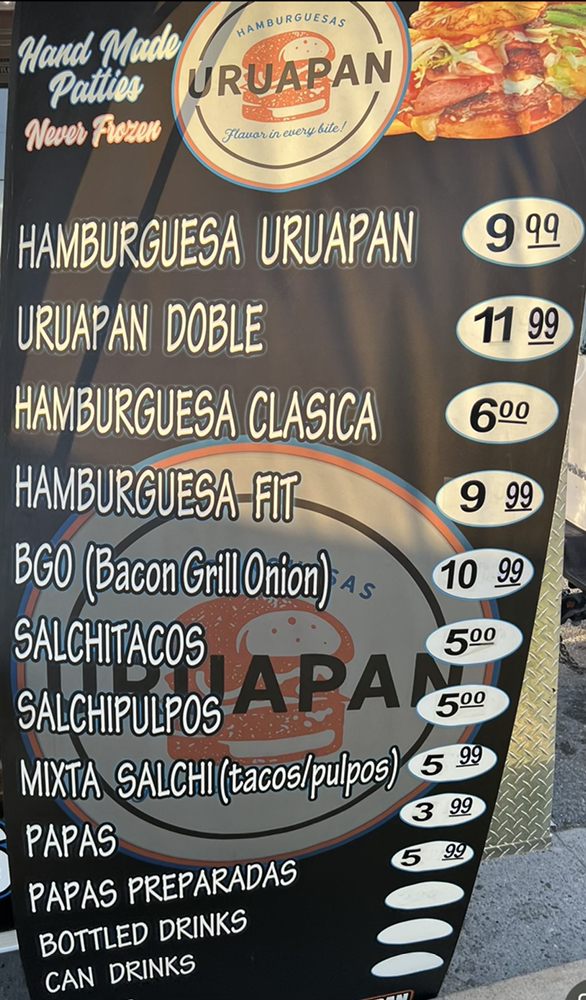 Hand Made
Patties
Never Frozen
HAMBURGUESAS
URUAPAN
Flavor in every bite!
HAMBURGUESA URUAPAN 9 99
URUAPAN DOBLE 11 99
HAMBURGUESA CLASICA 6 00
HAMBURGUESA FIT 9 99
BGO (Bacon Grill Onion) 10 99
SALCHITACOS 5 00
SALCHIPULPOS 5 00
MIXTA SALCHI (tacos/pulpos) 5 99
PAPAS 3 99
PAPAS PREPARADAS 5 99
BOTTLED DRINKS
CAN DRINKS
URUAPAN